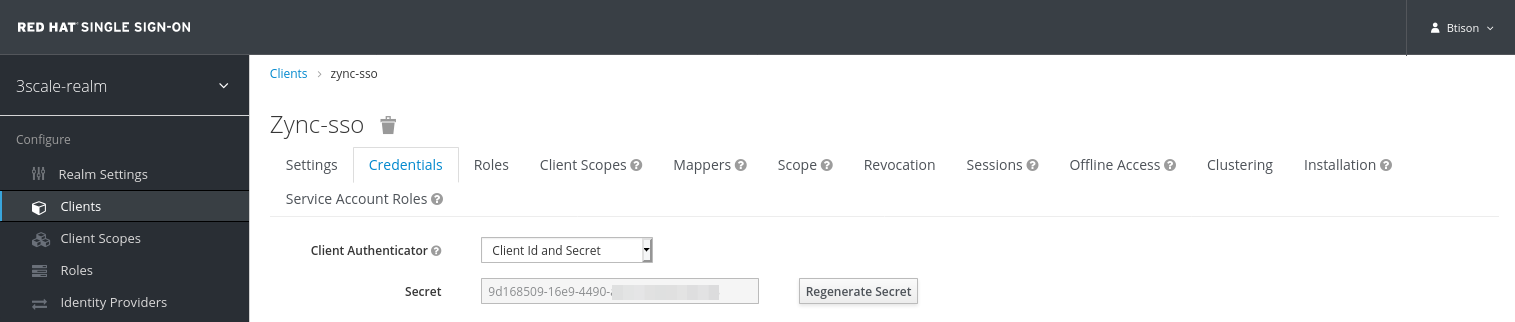 RED HAT SINGLE SIGN-ON
Btison
3scale-realm
Clients > zync-sso
Zync-sso
Configure
Settings Credentials Roles Client Scopes Mappers Scope Revocation Sessions Offline Access Clustering Installation
Service Account Roles
Realm Settings
Clients
Client Scopes
Roles
Identity Providers
Client Authenticator Client Id and Secret
Secret 9d168509-16e9-4490- Regenerate Secret